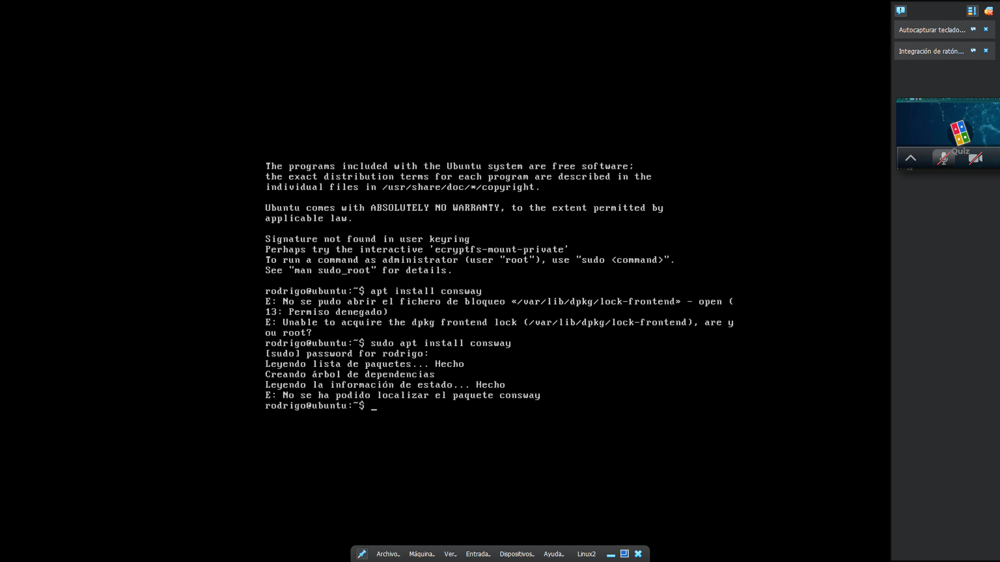 The programs included with the Ubuntu system are free software;
the exact distribution terms for each program are described in the
individual files in /usr/share/doc/*/copyright.
Ubuntu comes with ABSOLUTELY NO WARRANTY, to the extent permitted by
applicable law.
Signature not found in user keyring
Perhaps try the interactive 'ecryptfs-mount-private'
To run a command as administrator (user "root"), use "sudo <command>".
See "man sudo_root" for details.
rodrigo@ubuntu:~$ apt install consway
E: No se pudo abrir el fichero de bloqueo «/var/lib/dpkg/lock-frontend» - open (
13: Permiso denegado)
E: Unable to acquire the dpkg frontend lock (/var/lib/dpkg/lock-frontend), are y
ou root?
rodrigo@ubuntu:~$ sudo apt install consway
[sudo] password for rodrigo:
Leyendo lista de paquetes... Hecho
Creando árbol de dependencias
Leyendo la información de estado... Hecho
E: No se ha podido localizar el paquete consway
rodrigo@ubuntu:~$ _
Autocapturar teclado...
Integración de ratón...
Quiz
Archivo Máquina Ver Entrada Dispositivos Ayuda Linux2